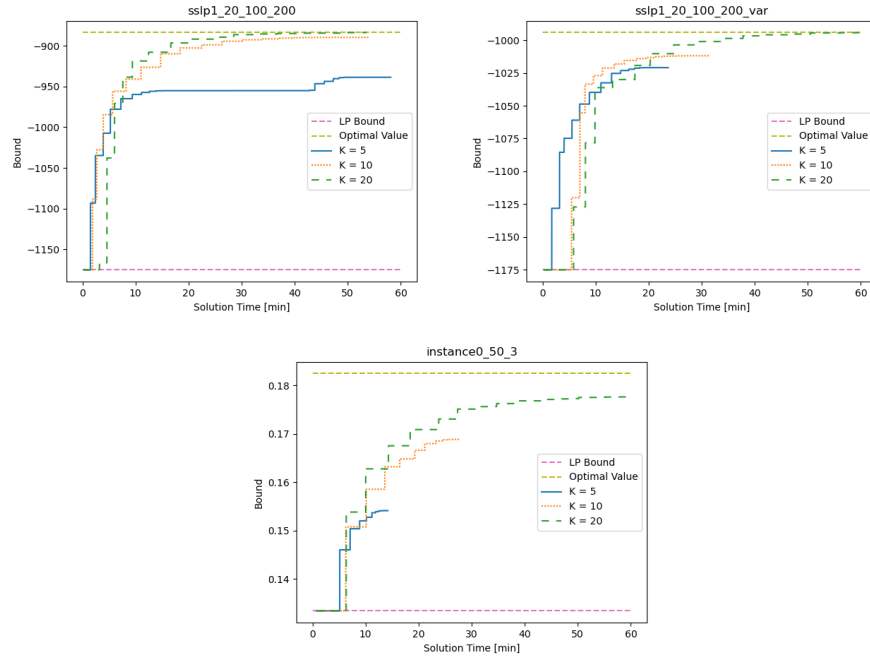 sslp1_20_100_200
−900
−950
−1000
−1050
−1100
−1150
Bound
LP Bound
Optimal Value
K = 5
K = 10
K = 20
0 10 20 30 40 50 60
Solution Time [min]
sslp1_20_100_200_var
−1000
−1025
−1050
−1075
−1100
−1125
−1150
−1175
Bound
LP Bound
Optimal Value
K = 5
K = 10
K = 20
0 10 20 30 40 50 60
Solution Time [min]
instance0_50_3
0.18
0.17
0.16
0.15
0.14
Bound
LP Bound
Optimal Value
K = 5
K = 10
K = 20
0 10 20 30 40 50 60
Solution Time [min]